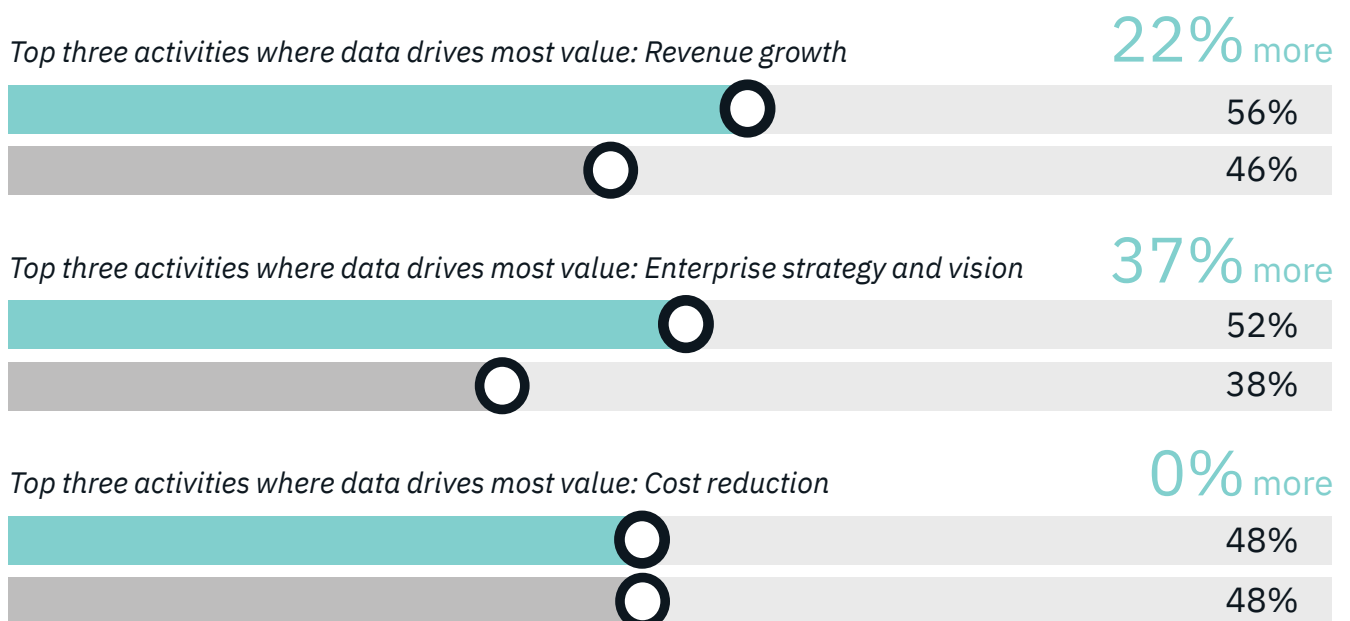 Top three activities where data drives most value: Revenue growth 22% more
56%
46%
Top three activities where data drives most value: Enterprise strategy and vision 37% more
52%
38%
Top three activities where data drives most value: Cost reduction 0% more
48%
48%